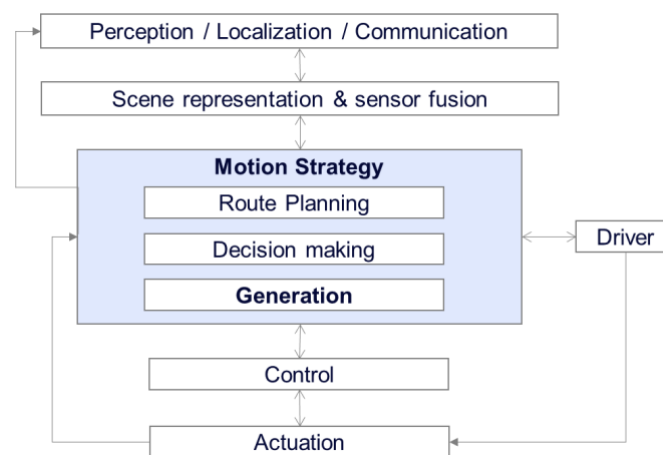 Perception / Localization / Communication
Scene representation & sensor fusion
Motion Strategy
Route Planning
Decision making
Driver
Generation
Control
Actuation